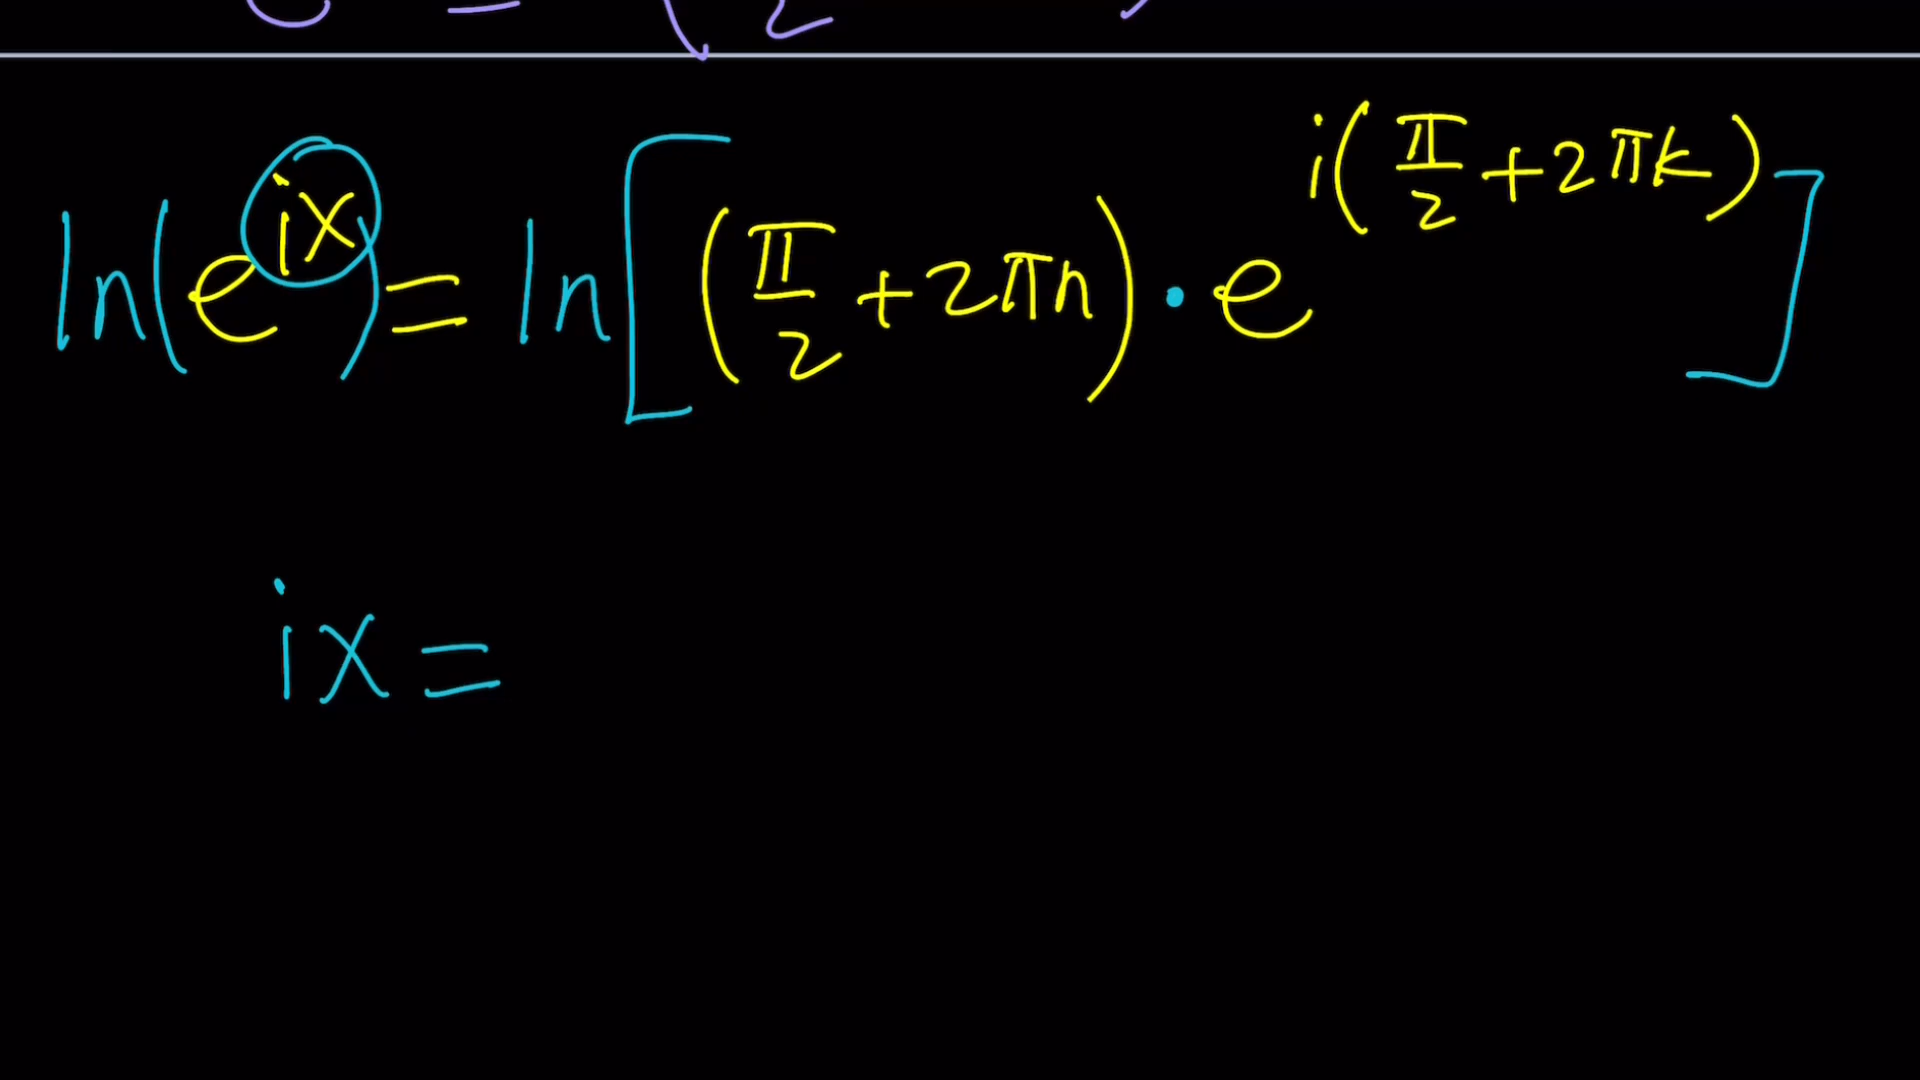 ln(e^{ix}) = ln[(π/2 + 2πn) · e^{i(π/2 + 2πk)}]
ix =